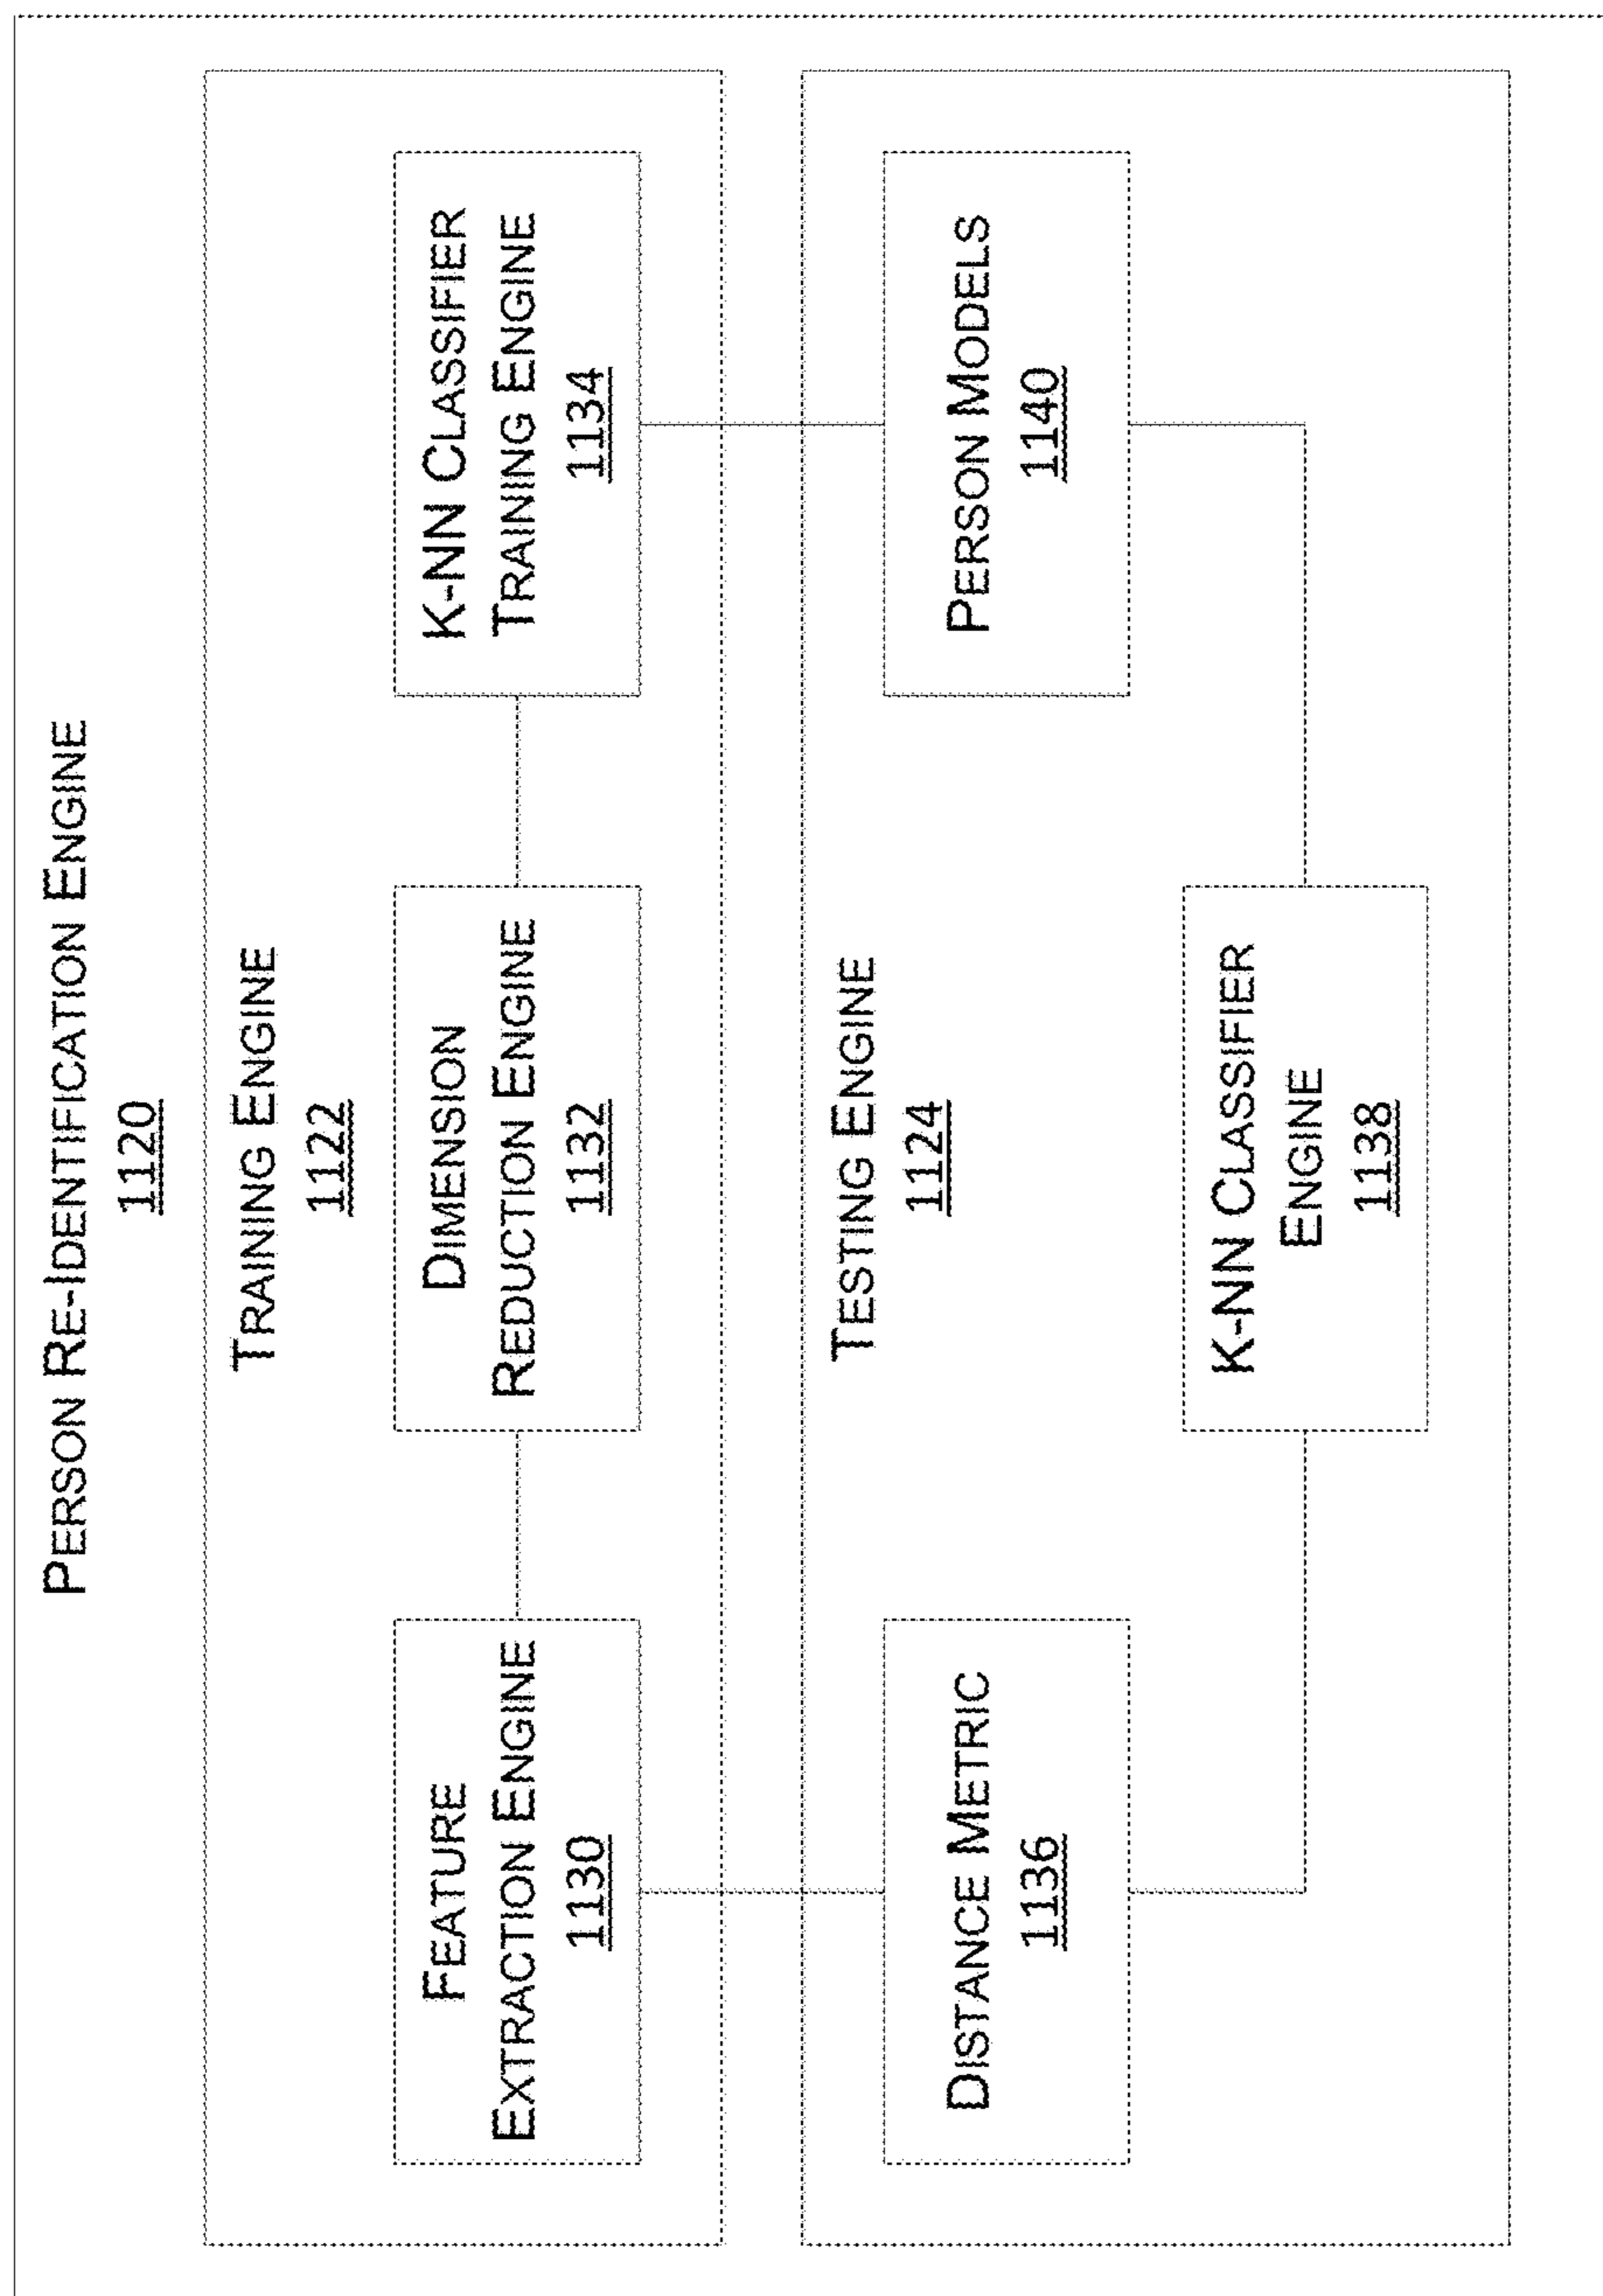 PERSON RE-IDENTIFICATION ENGINE
1120
TRAINING ENGINE
1122
FEATURE
EXTRACTION ENGINE
1130
DIMENSION
REDUCTION ENGINE
1132
K-NN CLASSIFIER
TRAINING ENGINE
1134
TESTING ENGINE
1124
DISTANCE METRIC
1136
PERSON MODELS
1140
K-NN CLASSIFIER
ENGINE
1138